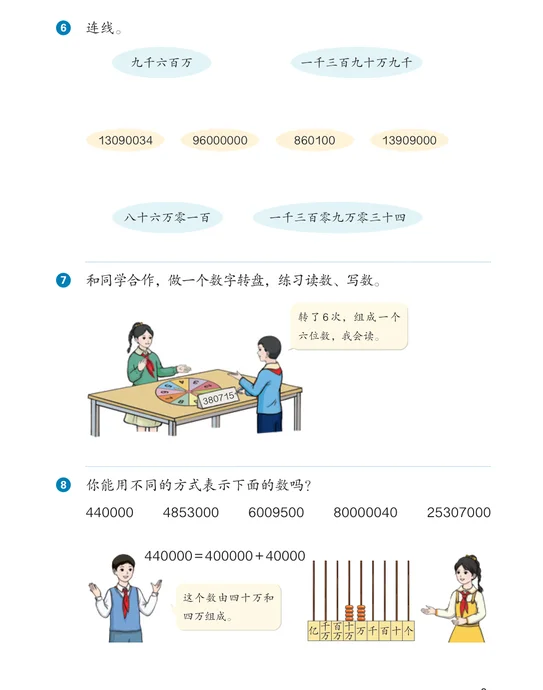 6 连线。
九千六百万 一千三百九十万九千
13090034 96000000 860100 13909000
八十六万零一百 一千三百零九万零三十四
7 和同学合作，做一个数字转盘，练习读数、写数。
转了6次，组成一个
六位数，我会读。
380715
8 你能用不同的方式表示下面的数吗？
440000 4853000 6009500 80000040 25307000
440000=400000+40000
这个数由四十万和
四万组成。
亿 千万 百万 十万 万 千 百 十 个